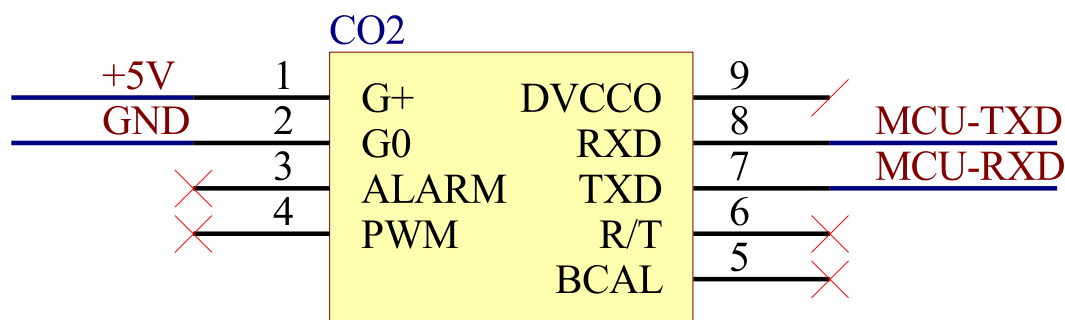 CO2
+5V 1 G+ DVCCO 9
GND 2 G0 RXD 8 MCU-TXD
3 ALARM TXD 7 MCU-RXD
4 PWM R/T 6
BCAL 5